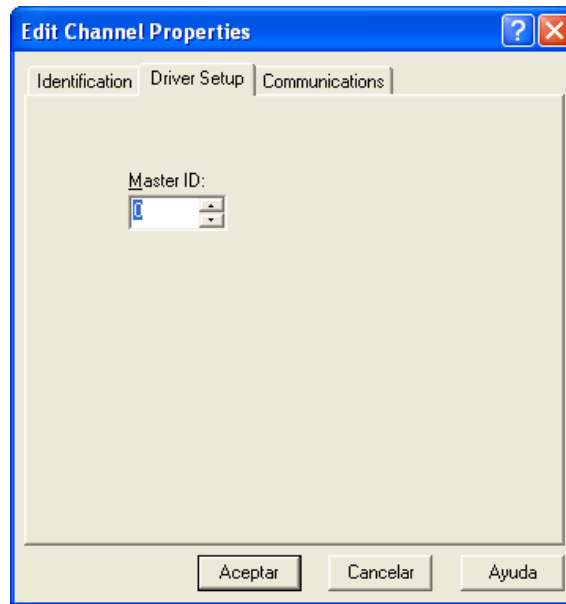 Edit Channel Properties
Identification Driver Setup Communications
Master ID:
0
Aceptar Cancelar Ayuda